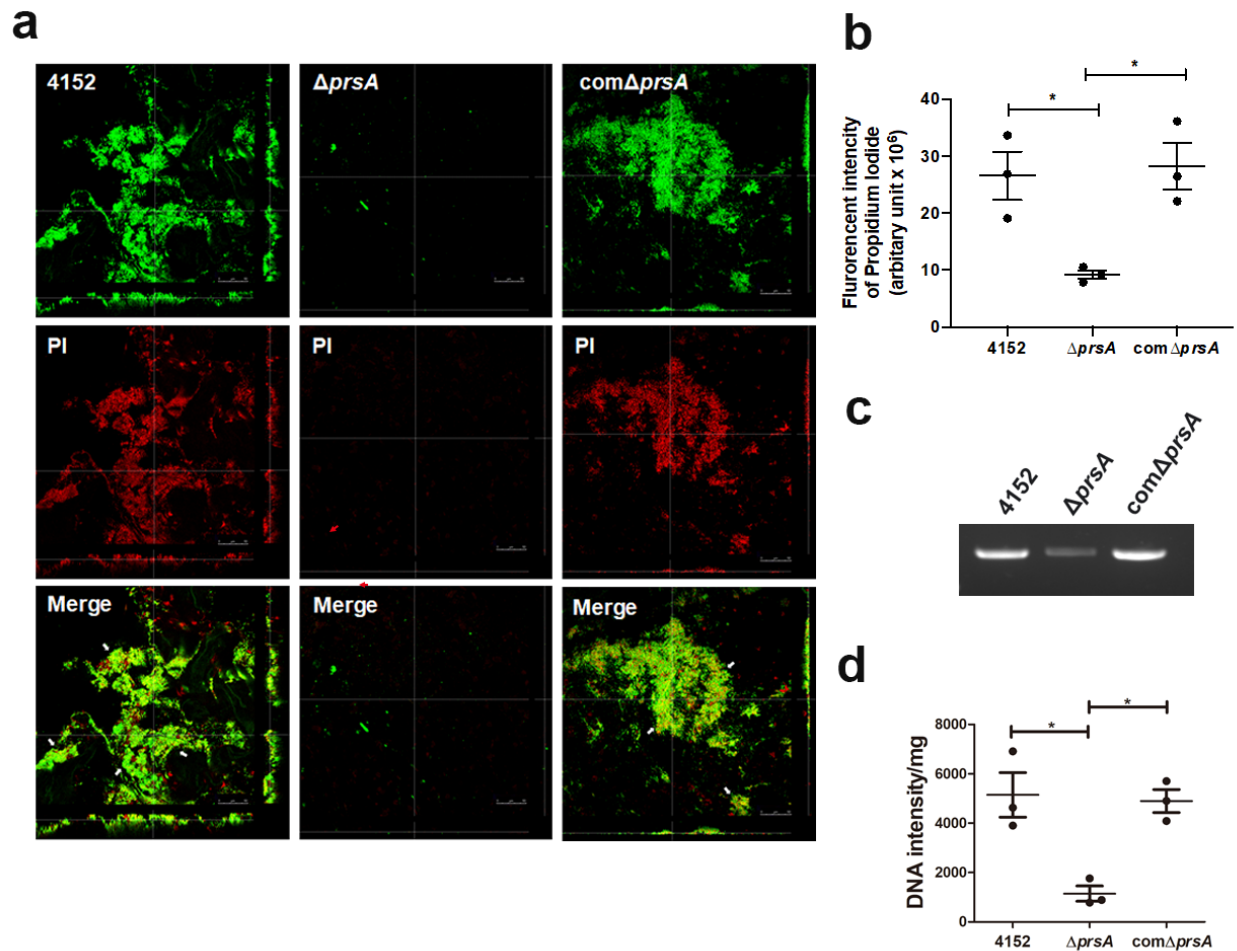 a
4152
ΔprsA
comΔprsA
PI
PI
PI
Merge
Merge
Merge
b
*
*
Flurorencent intencity
of Propidium Iodide
(arbitary unit x 10⁶)
40
30
20
10
0
4152
ΔprsA
comΔprsA
c
4152
ΔprsA
comΔprsA
d
*
*
DNA intensity/mg
8000
6000
4000
2000
0
4152
ΔprsA
comΔprsA